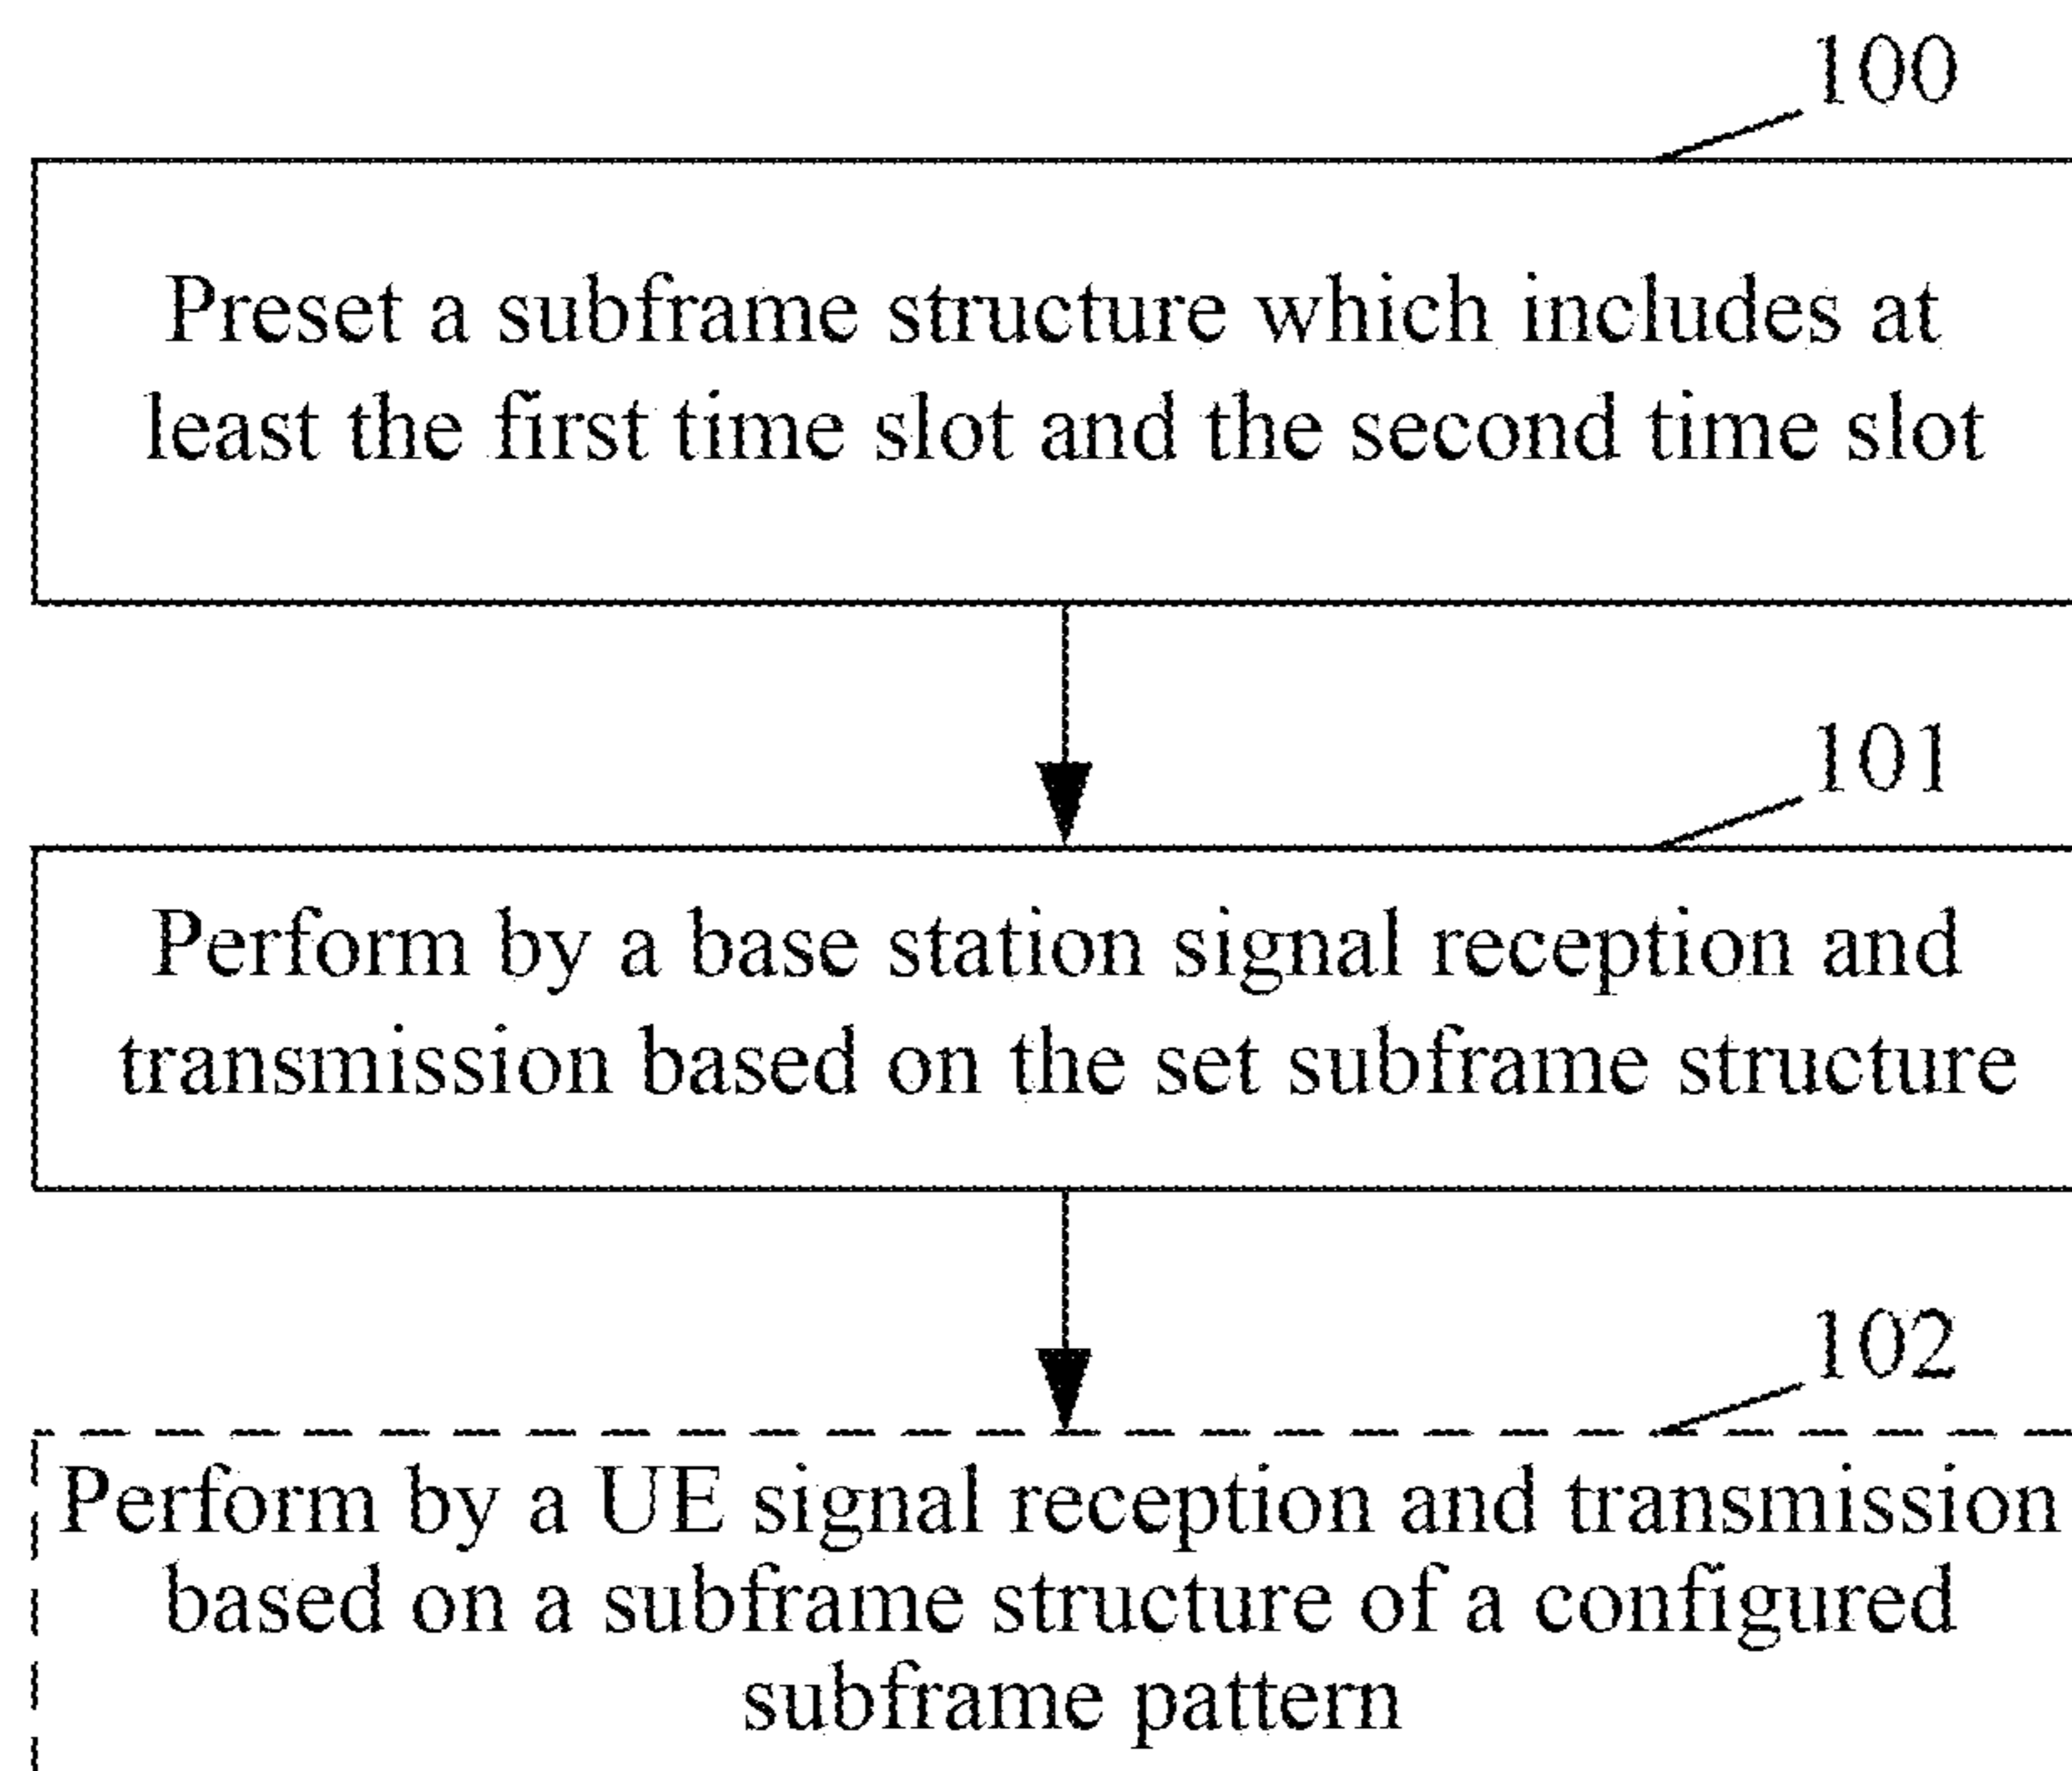 100
Preset a subframe structure which includes at
least the first time slot and the second time slot
101
Perform by a base station signal reception and
transmission based on the set subframe structure
102
Perform by a UE signal reception and transmission
based on a subframe structure of a configured
subframe pattern